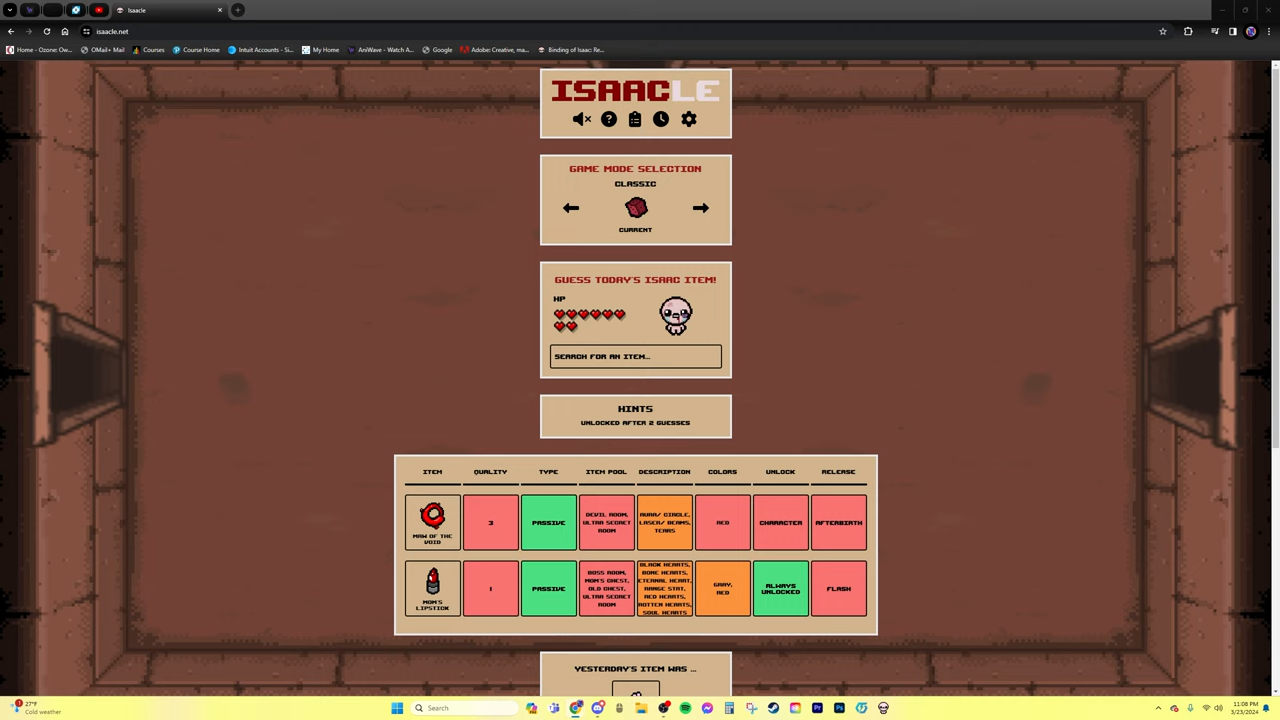 Isaacle
isaacle.net
Home - Ozone: Ow...
OMail+ Mail
Courses
Course Home
Intuit Accounts - Si...
My Home
AniWave - Watch A...
Google
Adobe: Creative, ma...
Binding of Isaac: Re...
ISAACLE
GAME MODE SELECTION
CLASSIC
CURRENT
GUESS TODAY'S ISAAC ITEM!
HP
SEARCH FOR AN ITEM...
HINTS
UNLOCKED AFTER 2 GUESSES
ITEM QUALITY TYPE ITEM POOL DESCRIPTION COLORS UNLOCK RELEASE
MAW OF THE
VOID
3
PASSIVE
DEVIL ROOM,
ULTRA SECRET
ROOM
AURA/ CIRCLE,
LASER/ BEAMS,
TEARS
RED
CHARACTER
AFTERBIRTH
MOM'S
LIPSTICK
1
PASSIVE
BOSS ROOM,
MOM'S CHEST,
OLD CHEST,
ULTRA SECRET
ROOM
BLACK HEARTS,
BONE HEARTS,
ETERNAL HEART,
RANGE STAT,
RED HEARTS,
ROTTEN HEARTS,
SOUL HEARTS
GRAY,
RED
ALWAYS
UNLOCKED
FLASH
YESTERDAY'S ITEM WAS ...
27°F
Cold weather
Search
11:08 PM
3/23/2024